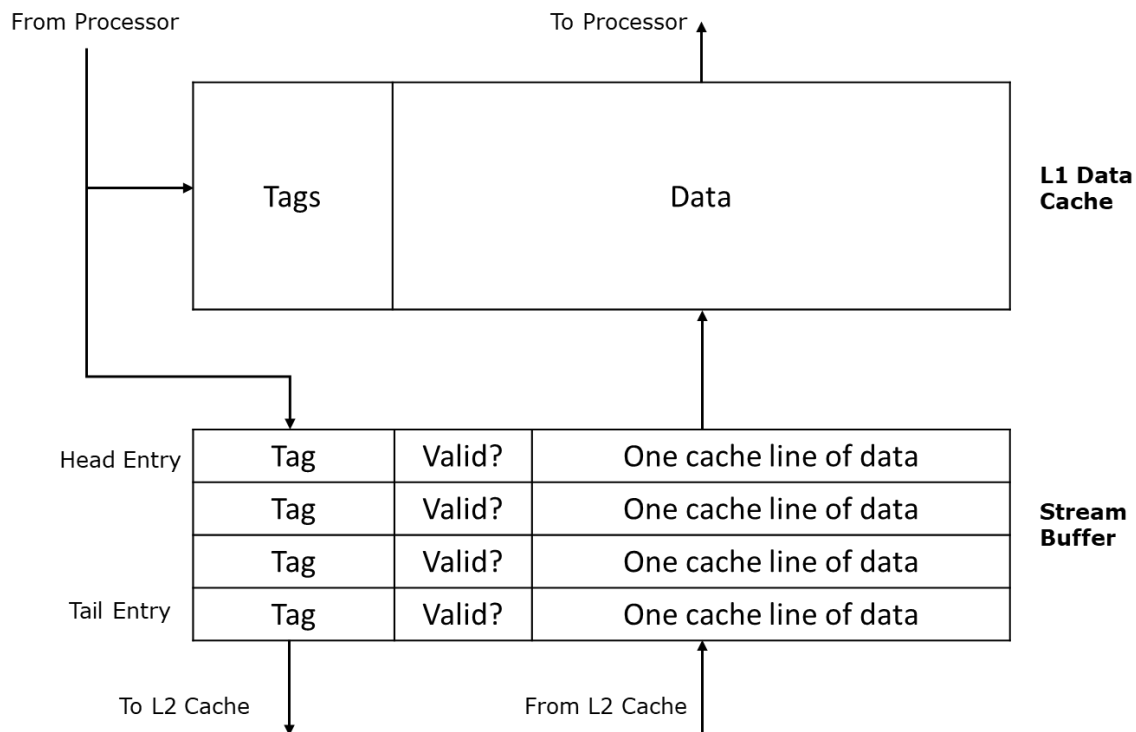 From Processor
To Processor
Tags
Data
L1 Data
Cache
Head Entry
Tag
Valid?
One cache line of data
Tag
Valid?
One cache line of data
Stream
Buffer
Tag
Valid?
One cache line of data
Tail Entry
Tag
Valid?
One cache line of data
To L2 Cache
From L2 Cache